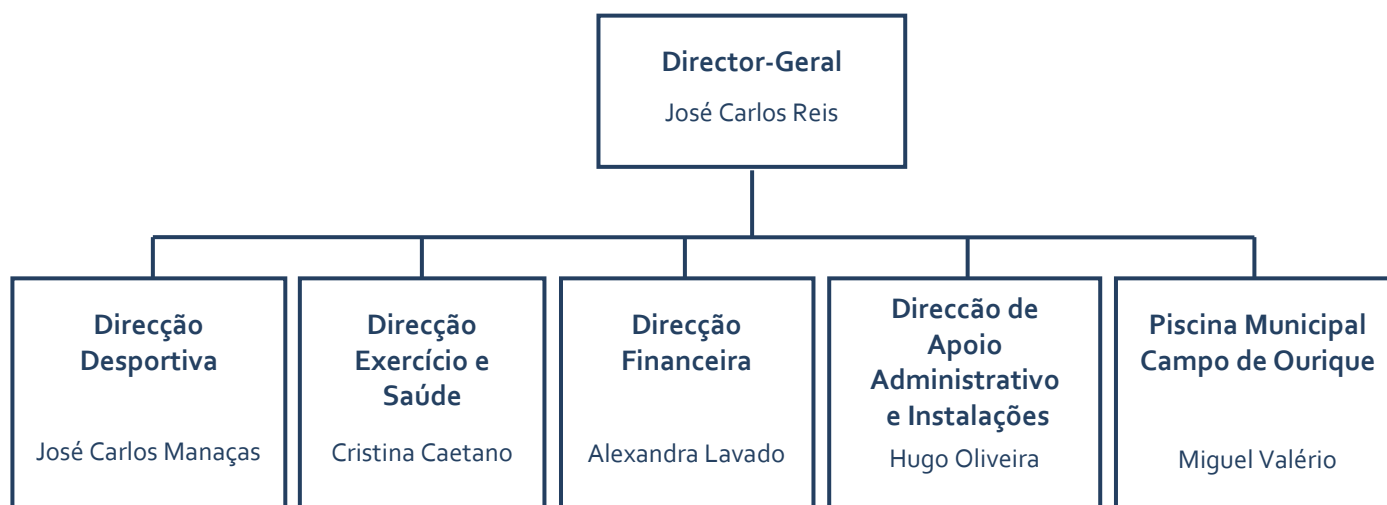 Director-Geral
José Carlos Reis
Direcção
Desportiva
José Carlos Manaças
Direcção
Exercício e
Saúde
Cristina Caetano
Direcção
Financeira
Alexandra Lavado
Direccão de
Apoio
Administrativo
e Instalações
Hugo Oliveira
Piscina Municipal
Campo de Ourique
Miguel Valério